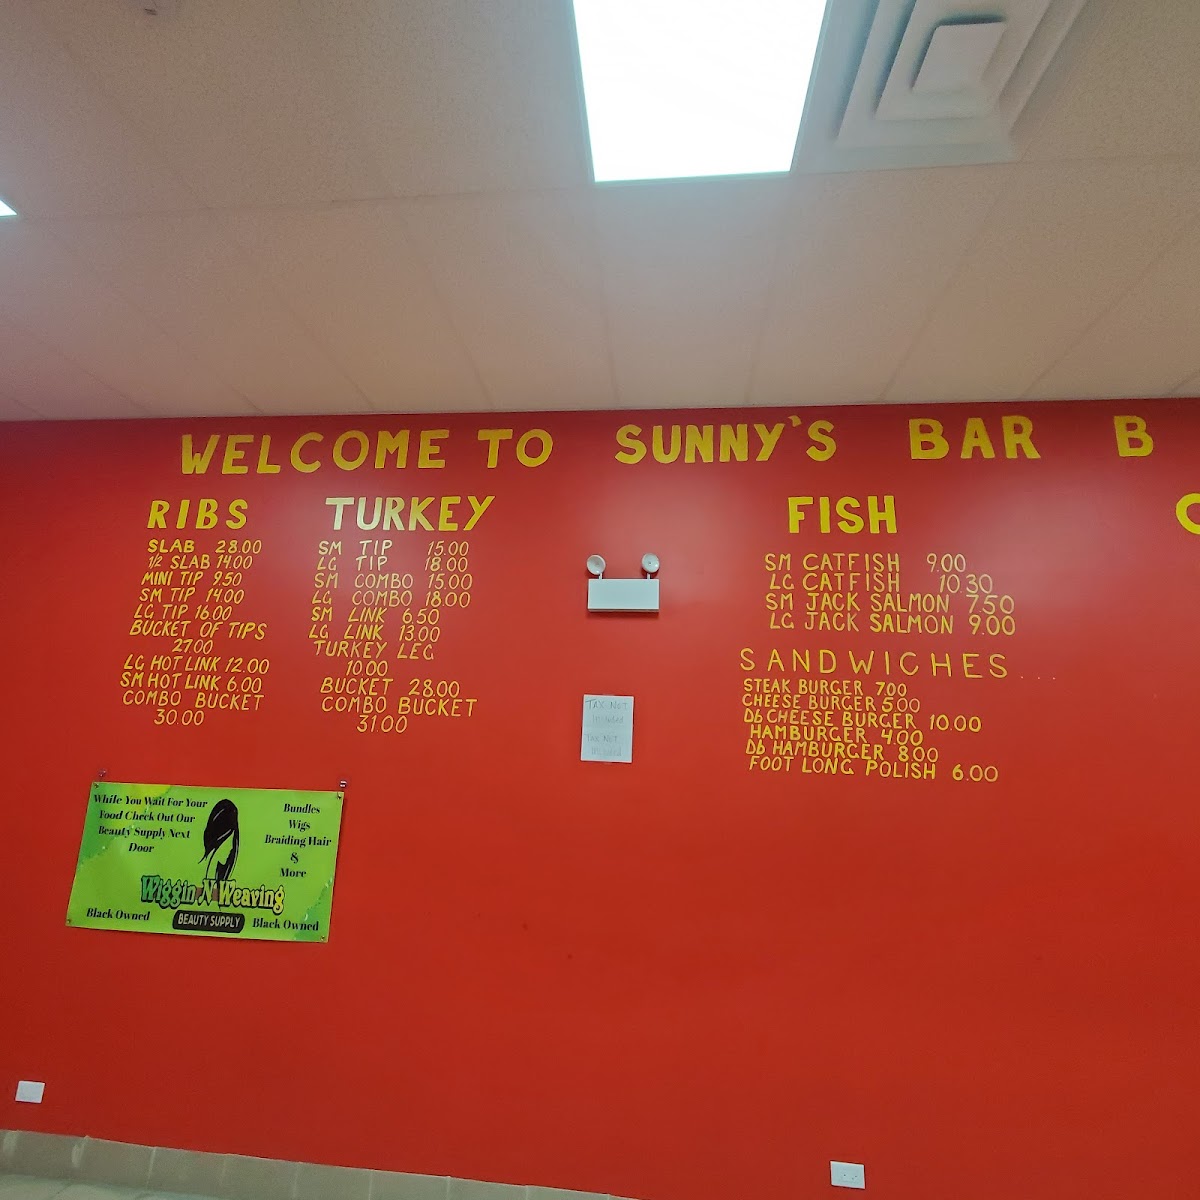 WELCOME TO SUNNY'S BAR B
RIBS
SLAB 28.00
1/2 SLAB 14.00
MINI TIP 9.50
SM TIP 14.00
LG TIP 16.00
BUCKET OF TIPS
27.00
LG HOT LINK 12.00
SM HOT LINK 6.00
COMBO BUCKET
30.00
TURKEY
SM TIP 15.00
LG TIP 18.00
SM COMBO 15.00
LG COMBO 18.00
SM LINK 6.50
LG LINK 13.00
TURKEY LEG
10.00
BUCKET 28.00
COMBO BUCKET
31.00
FISH
SM CATFISH 9.00
LG CATFISH 10.30
SM JACK SALMON 7.50
LG JACK SALMON 9.00
SANDWICHES....
STEAK BURGER 7.00
CHEESE BURGER 5.00
Db CHEESE BURGER 10.00
HAMBURGER 4.00
Db HAMBURGER 8.00
FOOT LONG POLISH 6.00
TAX NOT
included
TAX NOT
included
While You Wait For Your
Food Check Out Our
Beauty Supply Next
Door
Bundles
Wigs
Braiding Hair
&
More
Wiggin N Weaving
BEAUTY SUPPLY
Black Owned
Black Owned